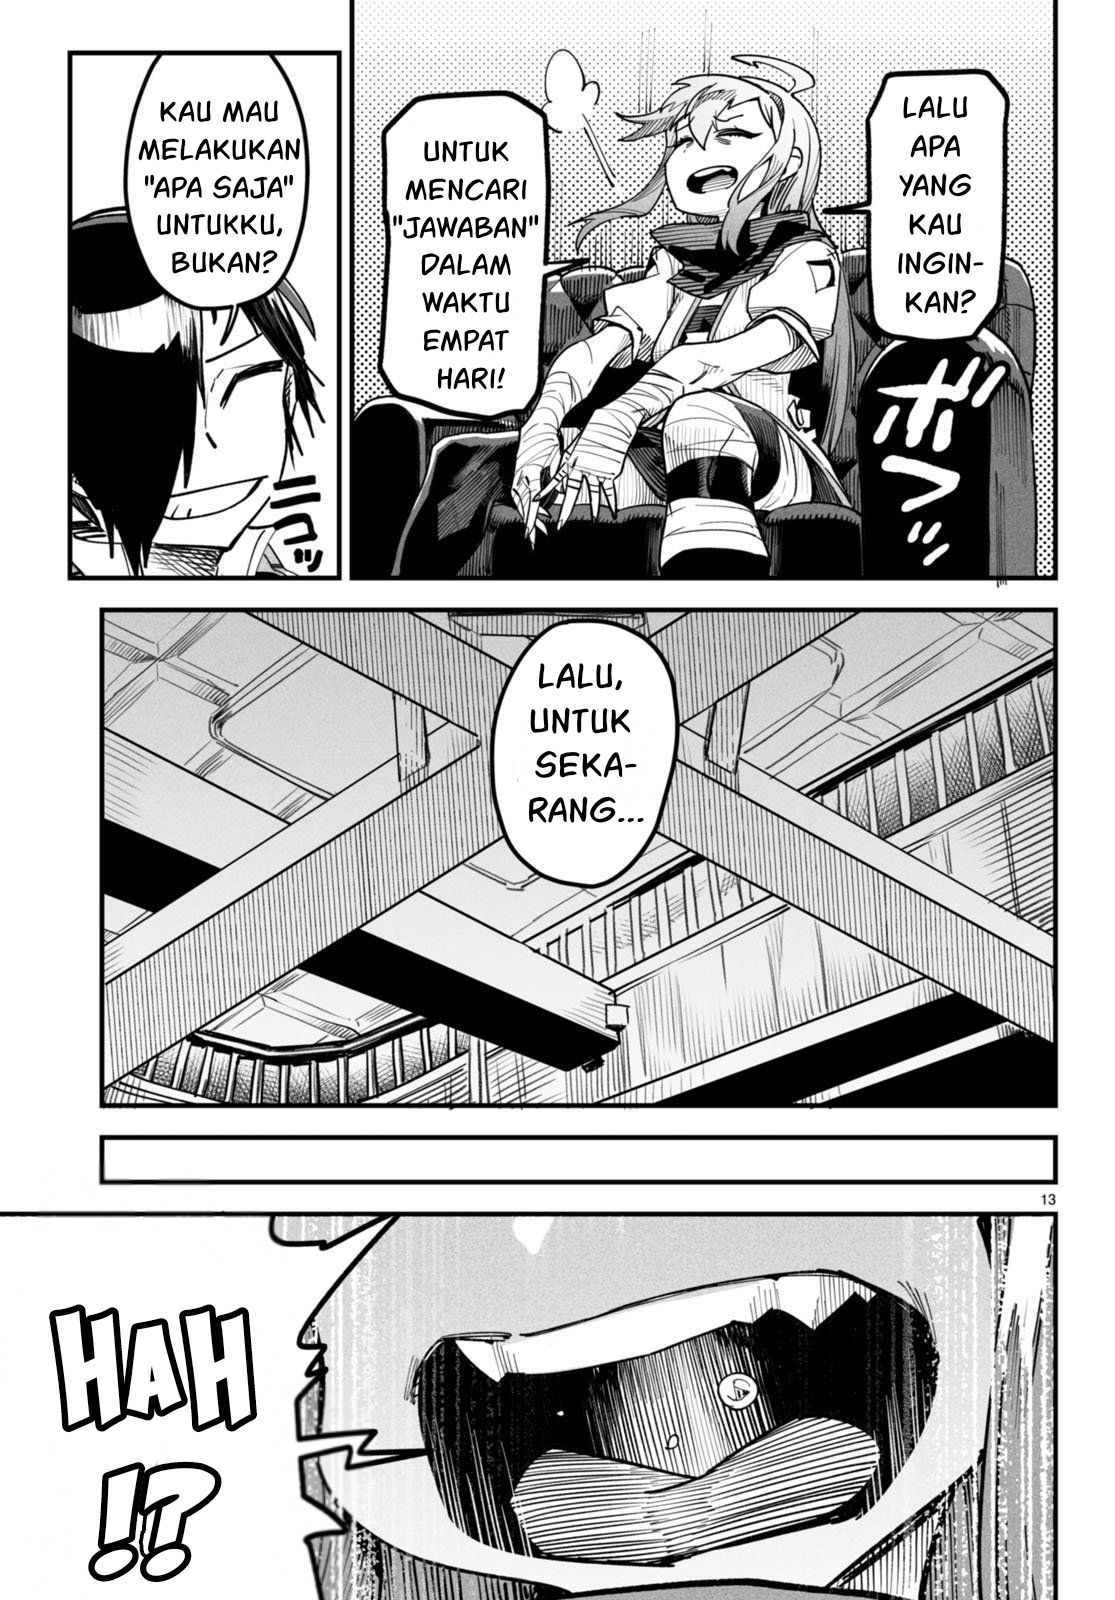 LALU
APA
YANG
KAU
INGIN-
KAN?
UNTUK
MENCARI
"JAWABAN"
DALAM
WAKTU
EMPAT
HARI!
ボフッ
KAU MAU
MELAKUKAN
"APA SAJA"
UNTUKKU,
BUKAN?
ニコッ
LALU,
UNTUK
SEKA-
RANG...
13
HAH
!?